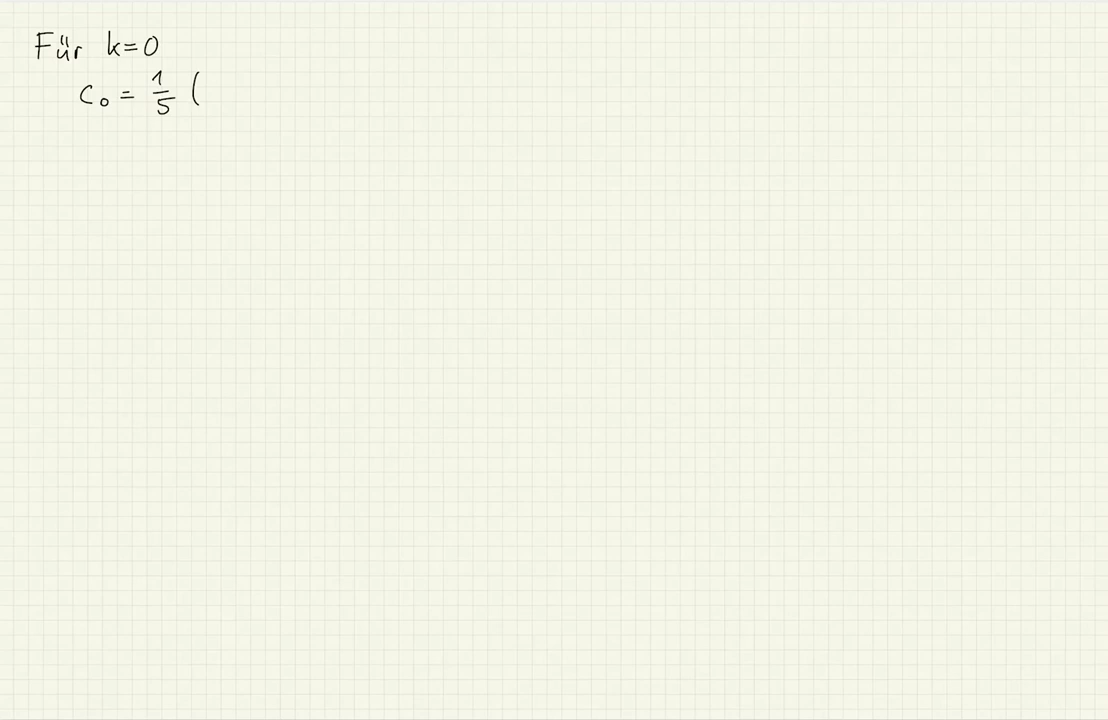 Für k=0
c₀ = 1/5 (